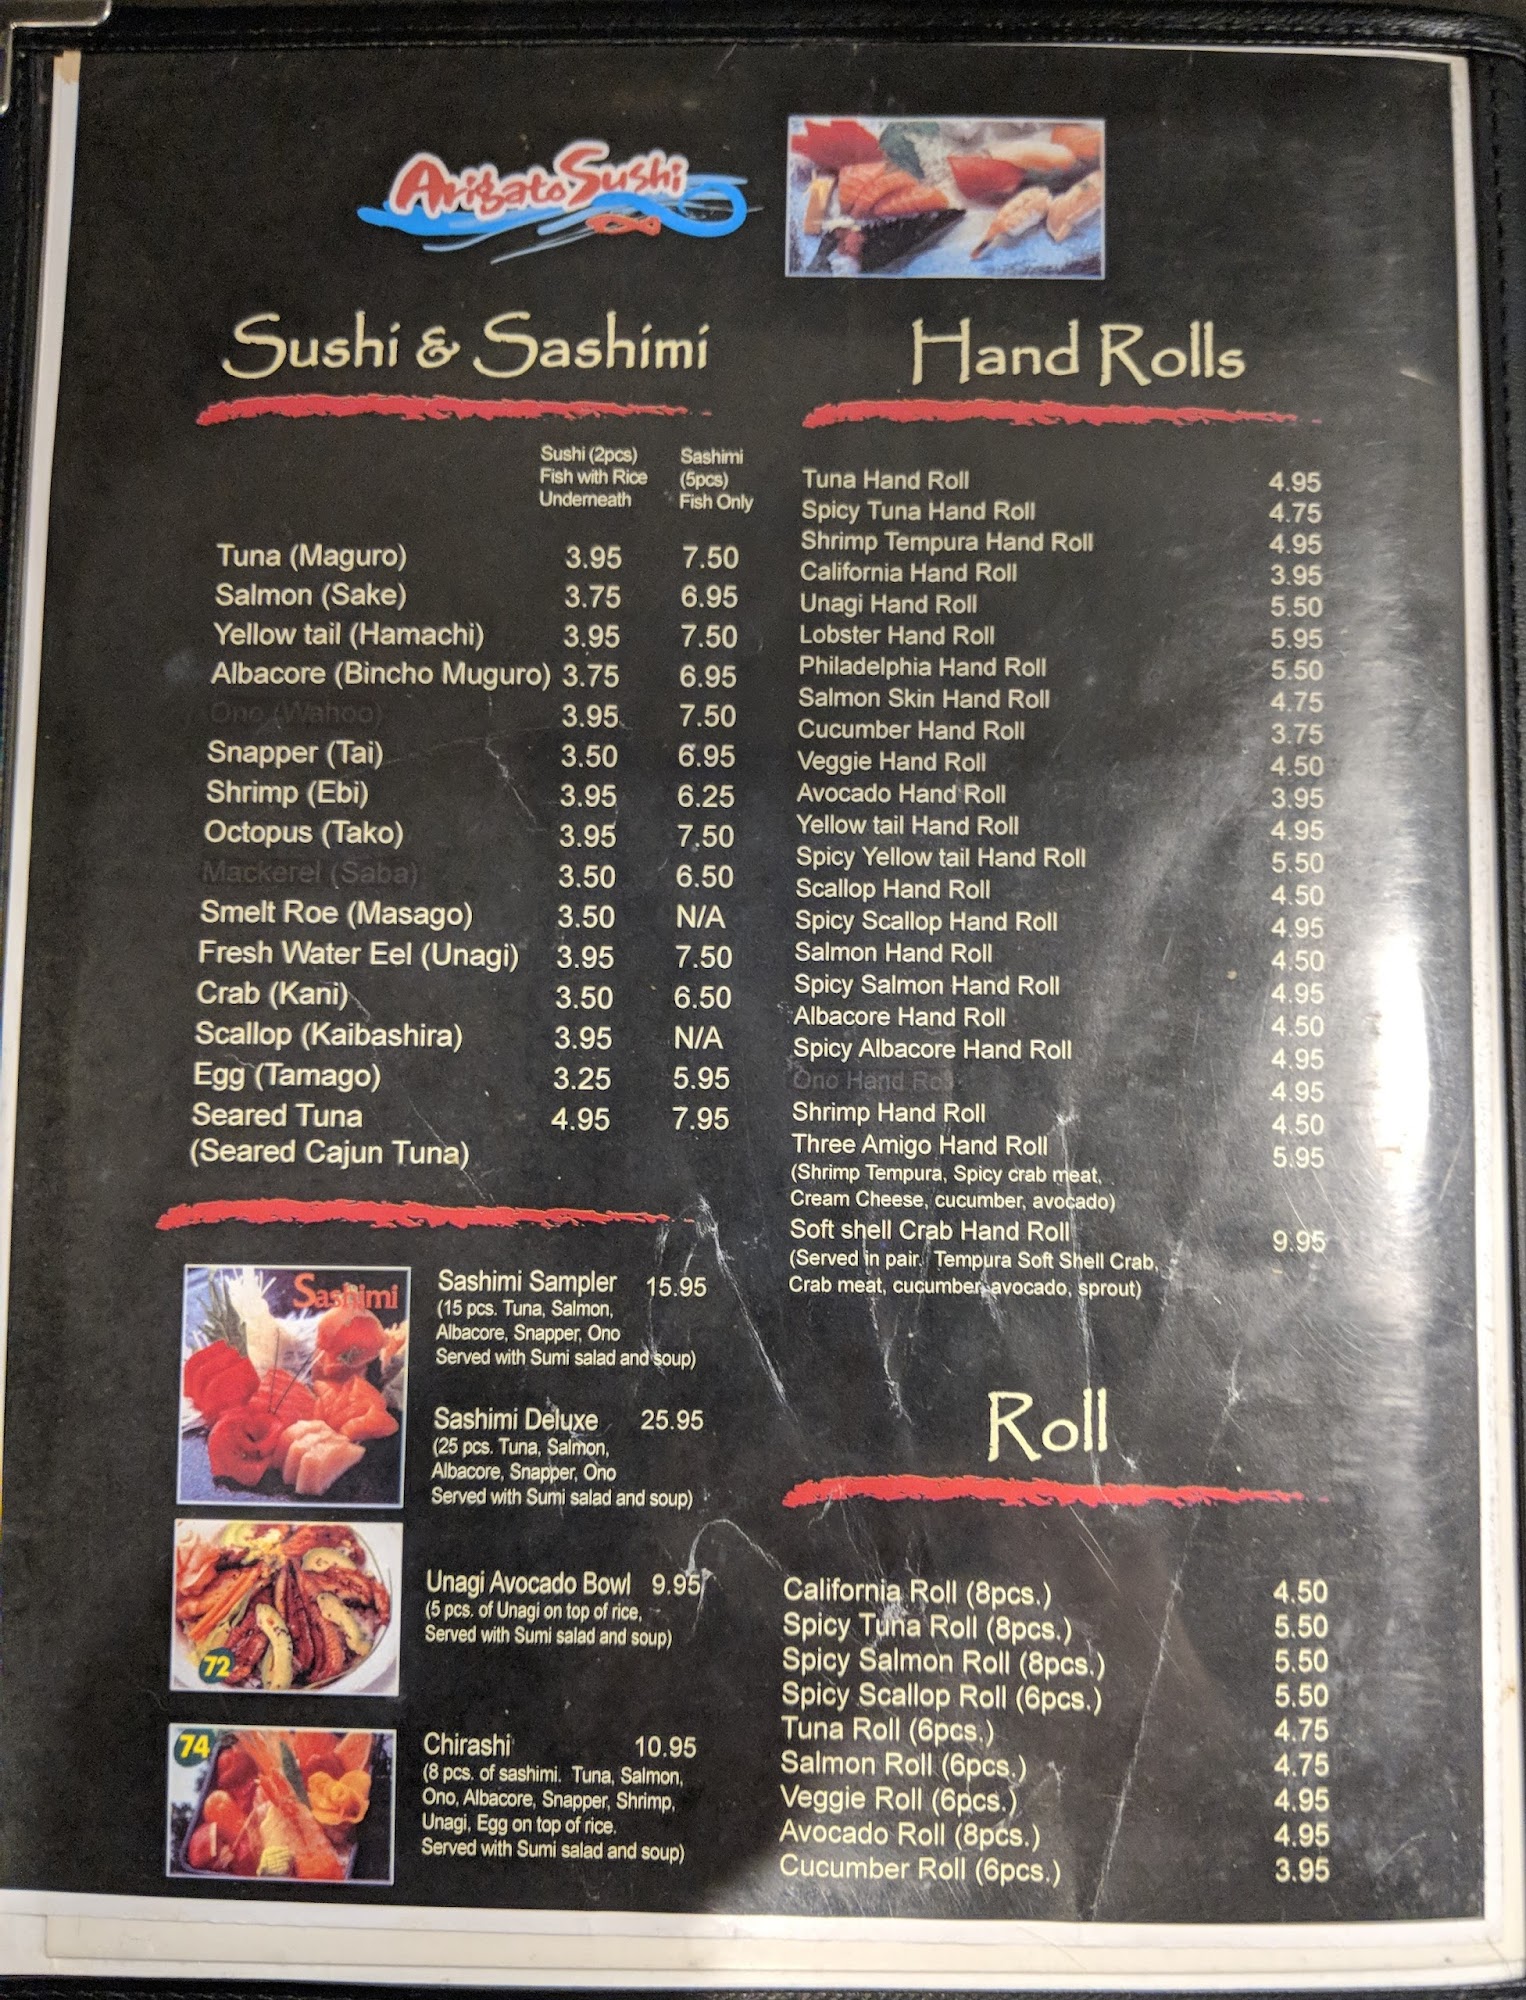 Arigato Sushi
Sushi & Sashimi
Sushi (2pcs) Sashimi
Fish with Rice (5pcs)
Underneath Fish Only
Tuna (Maguro) 3.95 7.50
Salmon (Sake) 3.75 6.95
Yellow tail (Hamachi) 3.95 7.50
Albacore (Bincho Muguro) 3.75 6.95
Ono (Wahoo) 3.95 7.50
Snapper (Tai) 3.50 6.95
Shrimp (Ebi) 3.95 6.25
Octopus (Tako) 3.95 7.50
Mackerel (Saba) 3.50 6.50
Smelt Roe (Masago) 3.50 N/A
Fresh Water Eel (Unagi) 3.95 7.50
Crab (Kani) 3.50 6.50
Scallop (Kaibashira) 3.95 N/A
Egg (Tamago) 3.25 5.95
Seared Tuna 4.95 7.95
(Seared Cajun Tuna)
Sashimi
Sashimi Sampler 15.95
(15 pcs. Tuna, Salmon,
Albacore, Snapper, Ono
Served with Sumi salad and soup)
Sashimi Deluxe 25.95
(25 pcs. Tuna, Salmon,
Albacore, Snapper, Ono
Served with Sumi salad and soup)
72
Unagi Avocado Bowl 9.95
(5 pcs. of Unagi on top of rice,
Served with Sumi salad and soup)
74
Chirashi 10.95
(8 pcs. of sashimi. Tuna, Salmon,
Ono, Albacore, Snapper, Shrimp,
Unagi, Egg on top of rice.
Served with Sumi salad and soup)
Hand Rolls
Tuna Hand Roll 4.95
Spicy Tuna Hand Roll 4.75
Shrimp Tempura Hand Roll 4.95
California Hand Roll 3.95
Unagi Hand Roll 5.50
Lobster Hand Roll 5.95
Philadelphia Hand Roll 5.50
Salmon Skin Hand Roll 4.75
Cucumber Hand Roll 3.75
Veggie Hand Roll 4.50
Avocado Hand Roll 3.95
Yellow tail Hand Roll 4.95
Spicy Yellow tail Hand Roll 5.50
Scallop Hand Roll 4.50
Spicy Scallop Hand Roll 4.95
Salmon Hand Roll 4.50
Spicy Salmon Hand Roll 4.95
Albacore Hand Roll 4.50
Spicy Albacore Hand Roll 4.95
Ono Hand Roll 4.95
Shrimp Hand Roll 4.50
Three Amigo Hand Roll 5.95
(Shrimp Tempura, Spicy crab meat,
Cream Cheese, cucumber, avocado)
Soft shell Crab Hand Roll 9.95
(Served in pair. Tempura Soft Shell Crab,
Crab meat, cucumber, avocado, sprout)
Roll
California Roll (8pcs.) 4.50
Spicy Tuna Roll (8pcs.) 5.50
Spicy Salmon Roll (8pcs.) 5.50
Spicy Scallop Roll (6pcs.) 5.50
Tuna Roll (6pcs.) 4.75
Salmon Roll (6pcs.) 4.75
Veggie Roll (6pcs.) 4.95
Avocado Roll (8pcs.) 4.95
Cucumber Roll (6pcs.) 3.95